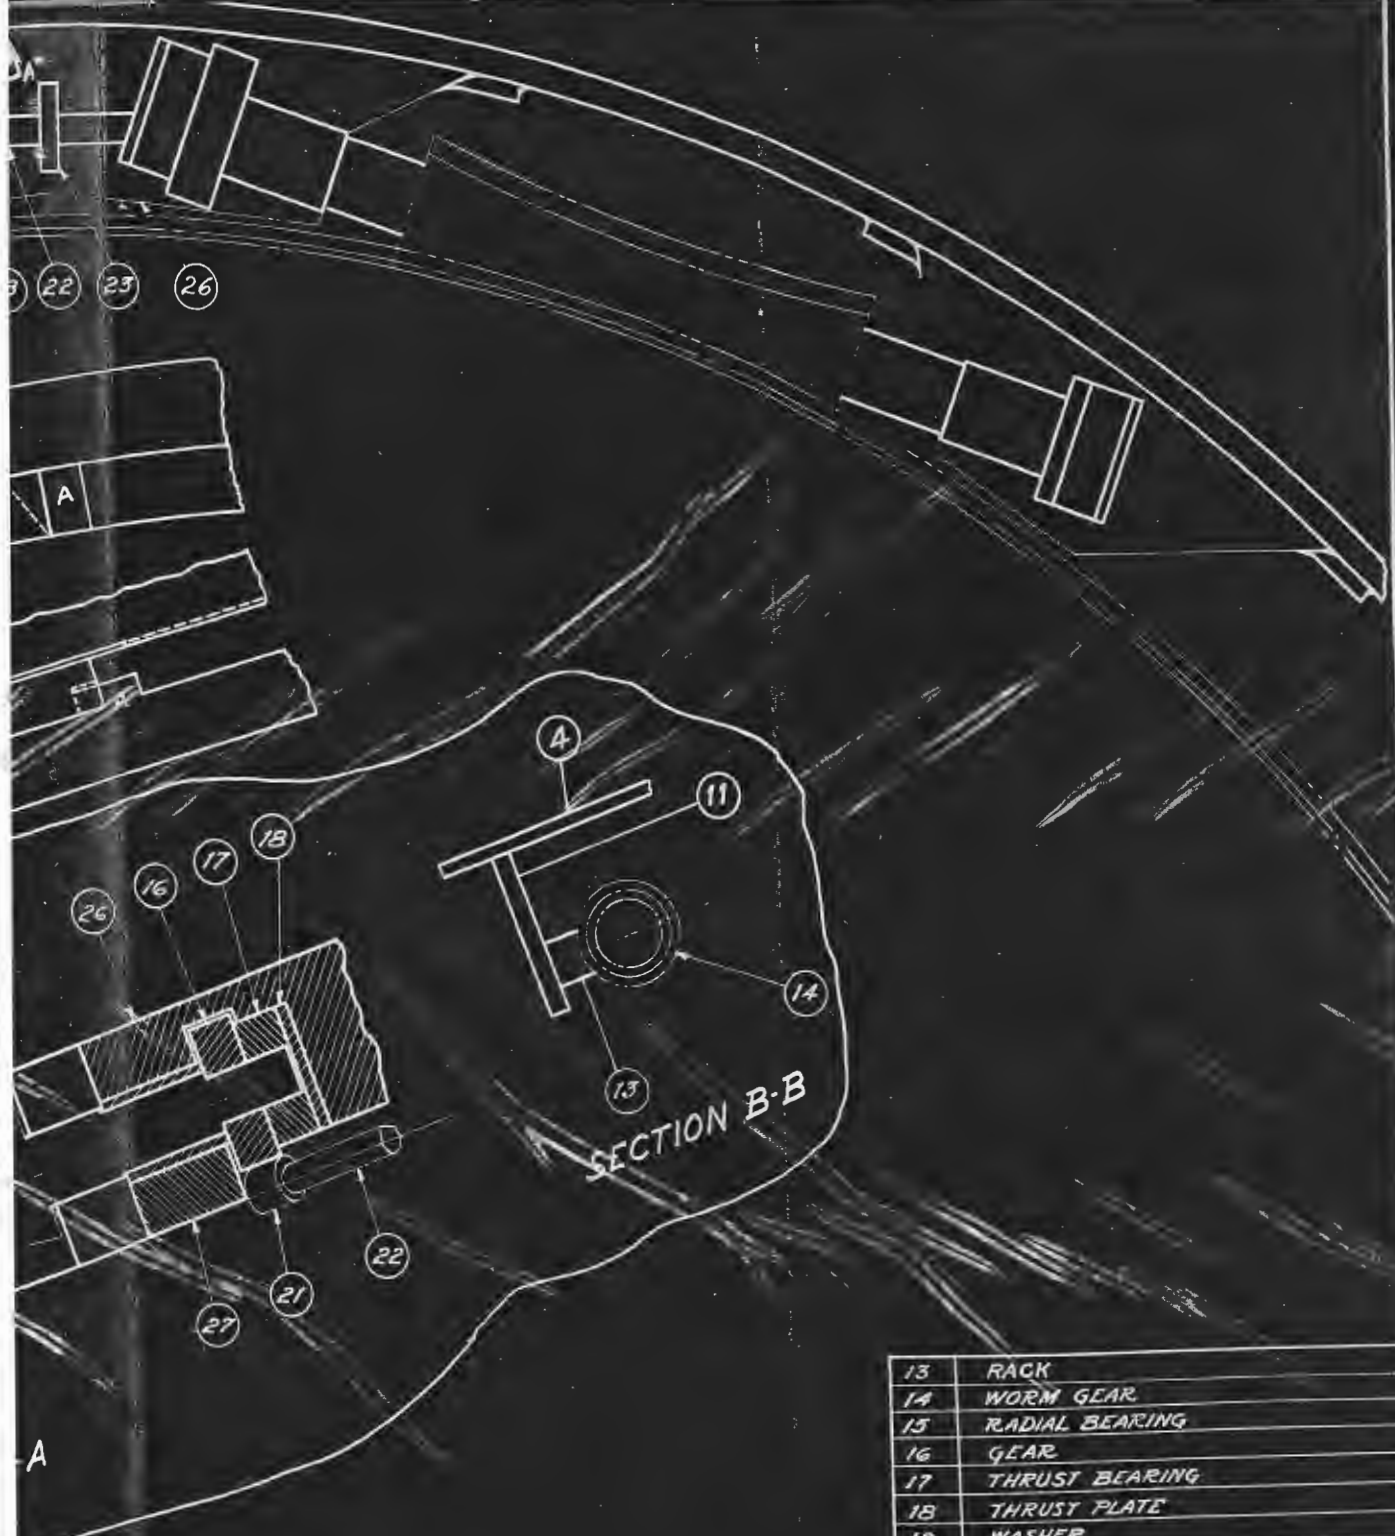 22 23 26
A
4
11
18
17
16
26
14
13
SECTION B-B
22
21
27
A
13 RACK
14 WORM GEAR
15 RADIAL BEARING
16 GEAR
17 THRUST BEARING
18 THRUST PLATE